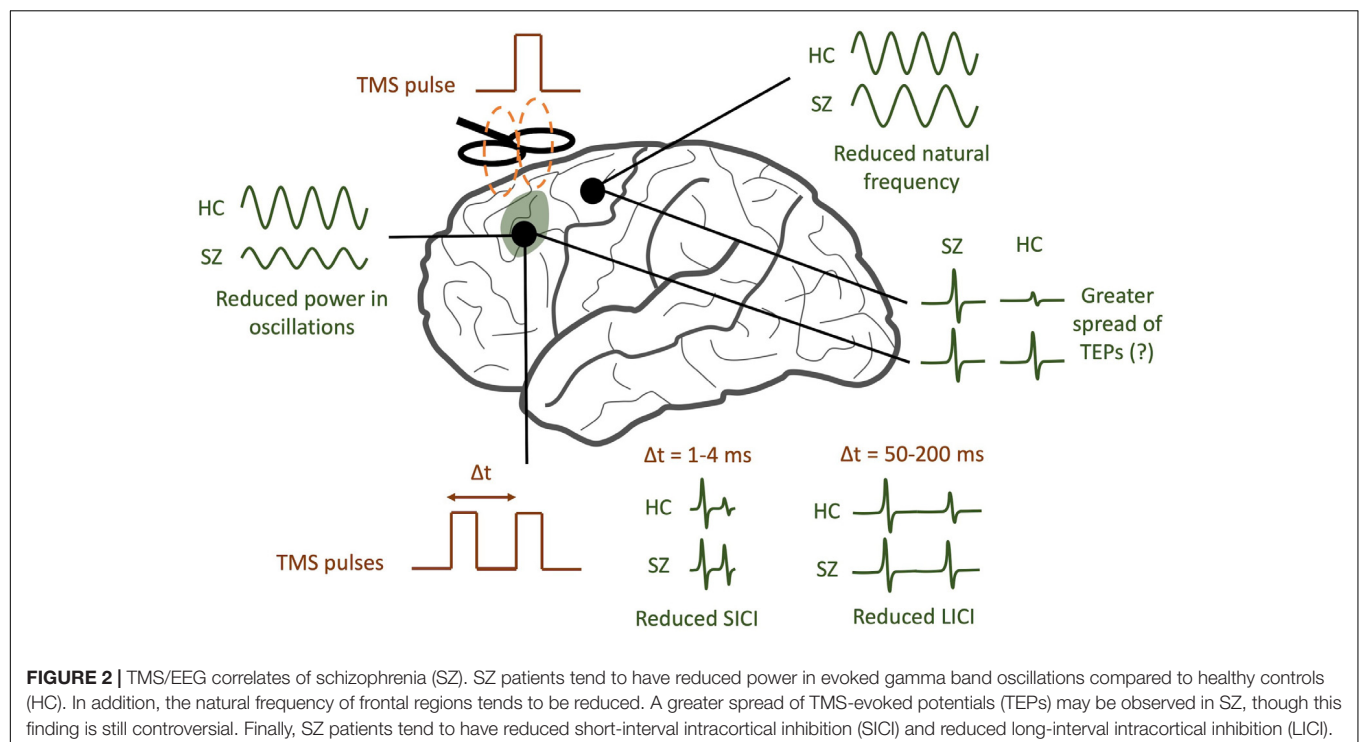 TMS pulse
HC
SZ
Reduced natural
frequency
HC
SZ
Reduced power in
oscillations
SZ HC
Greater
spread of
TEPs (?)
Δt
TMS pulses
Δt = 1-4 ms
HC
SZ
Reduced SICI
Δt = 50-200 ms
HC
SZ
Reduced LICI
FIGURE 2 | TMS/EEG correlates of schizophrenia (SZ). SZ patients tend to have reduced power in evoked gamma band oscillations compared to healthy controls
(HC). In addition, the natural frequency of frontal regions tends to be reduced. A greater spread of TMS-evoked potentials (TEPs) may be observed in SZ, though this
finding is still controversial. Finally, SZ patients tend to have reduced short-interval intracortical inhibition (SICI) and reduced long-interval intracortical inhibition (LICI).